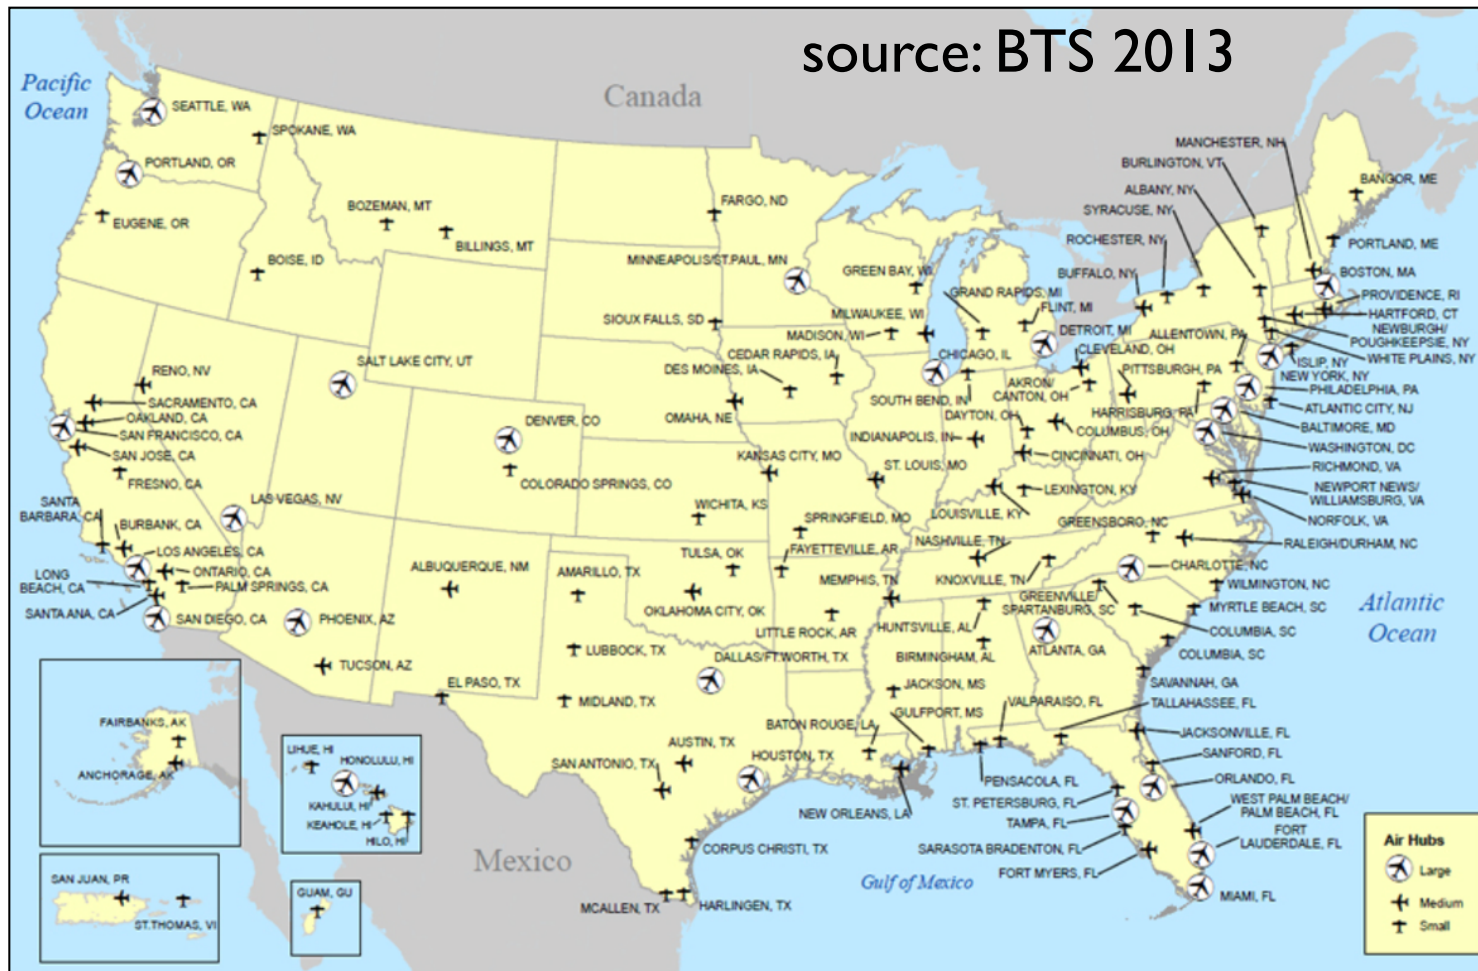 source: BTS 2013
Pacific
Ocean
Canada
SEATTLE, WA
SPOKANE, WA
PORTLAND, OR
EUGENE, OR
BOZEMAN, MT
BILLINGS, MT
BOISE, ID
FARGO, ND
MINNEAPOLIS/ST.PAUL, MN
SIOUX FALLS, SD
GREEN BAY, WI
MILWAUKEE, WI
MADISON, WI
GRAND RAPIDS, MI
FLINT, MI
DETROIT, MI
MANCHESTER, NH
BURLINGTON, VT
ALBANY, NY
SYRACUSE, NY
ROCHESTER, NY
BUFFALO, NY
BANGOR, ME
PORTLAND, ME
BOSTON, MA
PROVIDENCE, RI
HARTFORD, CT
NEWBURGH/
POUGHKEEPSIE, NY
WHITE PLAINS, NY
ISLIP, NY
NEW YORK, NY
PHILADELPHIA, PA
ATLANTIC CITY, NJ
BALTIMORE, MD
WASHINGTON, DC
RICHMOND, VA
NEWPORT NEWS/
WILLIAMSBURG, VA
NORFOLK, VA
RALEIGH/DURHAM, NC
ALLENTOWN, PA
CLEVELAND, OH
PITTSBURGH, PA
HARRISBURG, PA
AKRON/
CANTON, OH
COLUMBUS, OH
CINCINNATI, OH
DAYTON, OH
CHICAGO, IL
SOUTH BEND, IN
INDIANAPOLIS, IN
CEDAR RAPIDS, IA
DES MOINES, IA
OMAHA, NE
KANSAS CITY, MO
ST. LOUIS, MO
LOUISVILLE, KY
LEXINGTON, KY
GREENSBORO, NC
RENO, NV
SALT LAKE CITY, UT
SACRAMENTO, CA
OAKLAND, CA
SAN FRANCISCO, CA
SAN JOSE, CA
FRESNO, CA
DENVER, CO
COLORADO SPRINGS, CO
LAS VEGAS, NV
SANTA
BARBARA, CA
BURBANK, CA
LOS ANGELES, CA
ONTARIO, CA
LONG
BEACH, CA
PALM SPRINGS, CA
SANTA ANA, CA
SAN DIEGO, CA
PHOENIX, AZ
TUCSON, AZ
ALBUQUERQUE, NM
WICHITA, KS
SPRINGFIELD, MO
TULSA, OK
FAYETTEVILLE, AR
AMARILLO, TX
OKLAHOMA CITY, OK
LITTLE ROCK, AR
MEMPHIS, TN
NASHVILLE, TN
KNOXVILLE, TN
CHARLOTTE, NC
GREENVILLE/
SPARTANBURG, SC
WILMINGTON, NC
MYRTLE BEACH, SC
COLUMBIA, SC
COLUMBIA, SC
HUNTSVILLE, AL
BIRMINGHAM, AL
ATLANTA, GA
SAVANNAH, GA
Atlantic
Ocean
LUBBOCK, TX
DALLAS/FT.WORTH, TX
EL PASO, TX
MIDLAND, TX
JACKSON, MS
GULFPORT, MS
VALPARAISO, FL
TALLAHASSEE, FL
BATON ROUGE, LA
AUSTIN, TX
HOUSTON, TX
SAN ANTONIO, TX
NEW ORLEANS, LA
JACKSONVILLE, FL
SANFORD, FL
PENSACOLA, FL
ORLANDO, FL
ST. PETERSBURG, FL
WEST PALM BEACH/
PALM BEACH, FL
TAMPA, FL
FORT
LAUDERDALE, FL
SARASOTA BRADENTON, FL
FORT MYERS, FL
MIAMI, FL
CORPUS CHRISTI, TX
MCALLEN, TX
HARLINGEN, TX
Mexico
Gulf of Mexico
FAIRBANKS, AK
ANCHORAGE, AK
LIHUE, HI
HONOLULU, HI
KAHULUI, HI
KEAHOLE, HI
HILO, HI
SAN JUAN, PR
ST.THOMAS, VI
GUAM, GU
Air Hubs
Large
Medium
Small